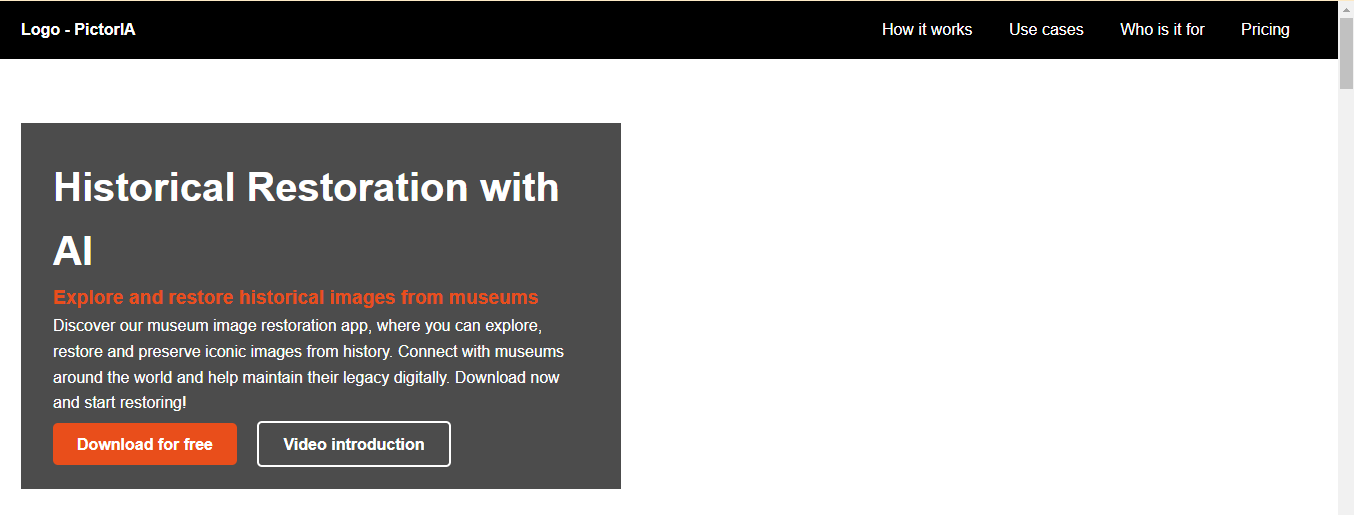 Logo - PictorIA
How it works
Use cases
Who is it for
Pricing
Historical Restoration with
AI
Explore and restore historical images from museums
Discover our museum image restoration app, where you can explore,
restore and preserve iconic images from history. Connect with museums
around the world and help maintain their legacy digitally. Download now
and start restoring!
Download for free
Video introduction